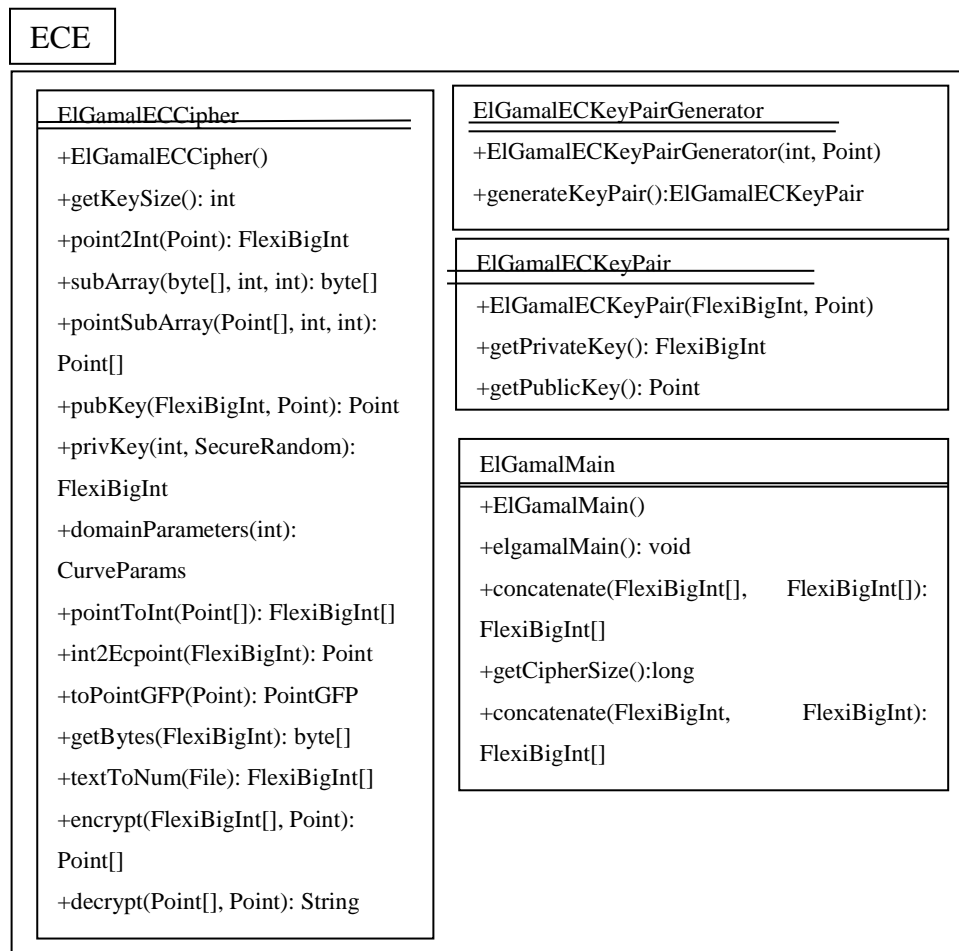 ECE
ElGamalECCipher
+ElGamalECCipher()
+getKeySize(): int
+point2Int(Point): FlexiBigInt
+subArray(byte[], int, int): byte[]
+pointSubArray(Point[], int, int):
Point[]
+pubKey(FlexiBigInt, Point): Point
+privKey(int, SecureRandom):
FlexiBigInt
+domainParameters(int):
CurveParams
+pointToInt(Point[]): FlexiBigInt[]
+int2Ecpoint(FlexiBigInt): Point
+toPointGFP(Point): PointGFP
+getBytes(FlexiBigInt): byte[]
+textToNum(File): FlexiBigInt[]
+encrypt(FlexiBigInt[], Point):
Point[]
+decrypt(Point[], Point): String
ElGamalECKeyPairGenerator
+ElGamalECKeyPairGenerator(int, Point)
+generateKeyPair():ElGamalECKeyPair
ElGamalECKeyPair
+ElGamalECKeyPair(FlexiBigInt, Point)
+getPrivateKey(): FlexiBigInt
+getPublicKey(): Point
ElGamalMain
+ElGamalMain()
+elgamalMain(): void
+concatenate(FlexiBigInt[], FlexiBigInt[]):
FlexiBigInt[]
+getCipherSize():long
+concatenate(FlexiBigInt, FlexiBigInt):
FlexiBigInt[]